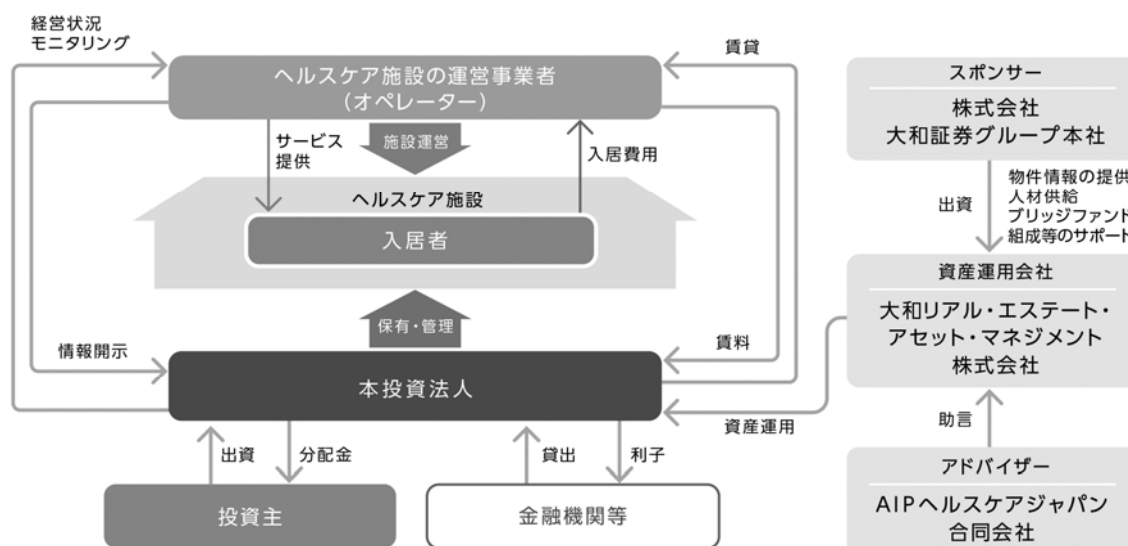 経営状況
モニタリング
賃貸
ヘルスケア施設の運営事業者
(オペレーター)
サービス
提供
施設運営
入居費用
ヘルスケア施設
入居者
保有・管理
情報開示
賃料
本投資法人
資産運用
出資
分配金
貸出
利子
投資主
金融機関等
スポンサー
株式会社
大和証券グループ本社
出資
物件情報の提供
人材供給
ブリッジファンド
組成等のサポート
資産運用会社
大和リアル・エステート・
アセット・マネジメント
株式会社
助言
アドバイザー
AIPヘルスケアジャパン
合同会社